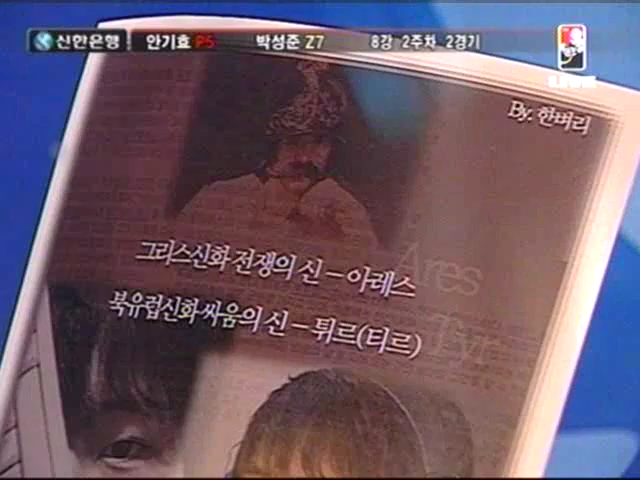 신한은행 안기효 P5 박성준 Z7 8강 2주차 2경기
LIVE
By. 한벼리
그리스신화 전쟁의 신 - 아레스
Ares
북유럽신화 싸움의 신 - 튀르(티르)
Tyr